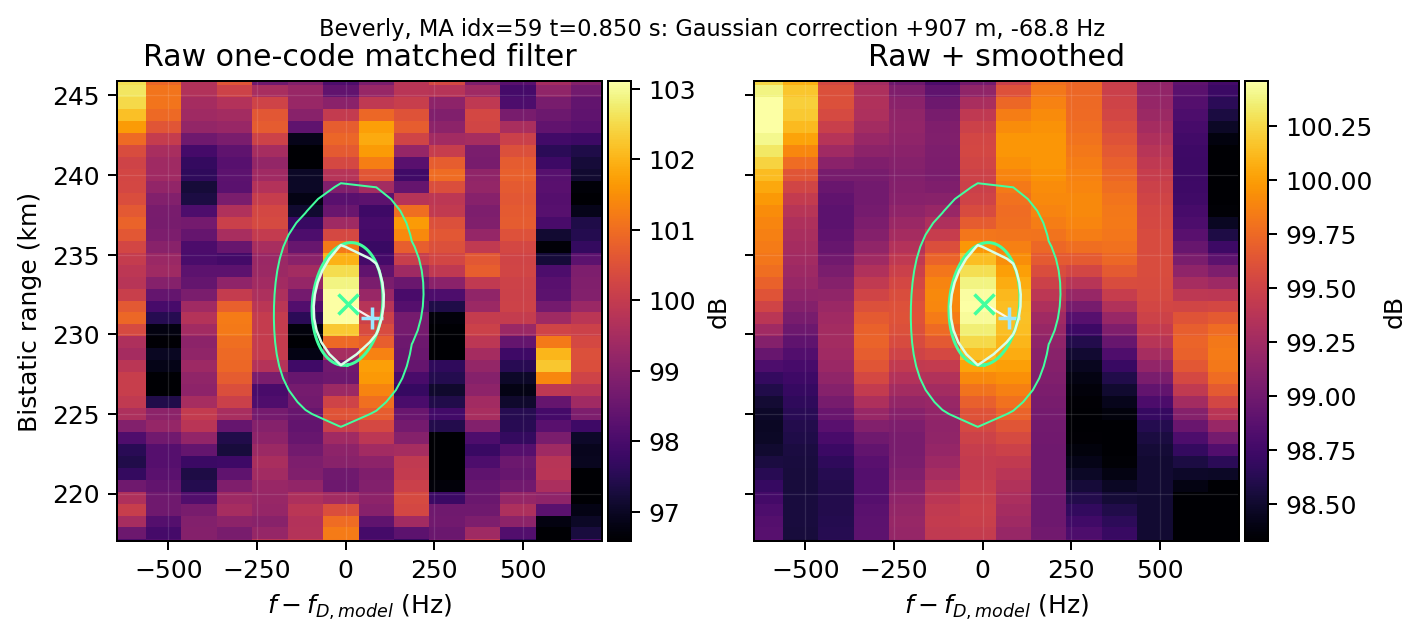 Beverly, MA idx=59 t=0.850 s: Gaussian correction +907 m, -68.8 Hz
Raw one-code matched filter
Raw + smoothed
Bistatic range (km)
245
240
235
230
225
220
−500 −250 0 250 500
f − f_{D, model} (Hz)
103
102
101
100
99
98
97
dB
−500 −250 0 250 500
f − f_{D, model} (Hz)
100.25
100.00
99.75
99.50
99.25
99.00
98.75
98.50
dB